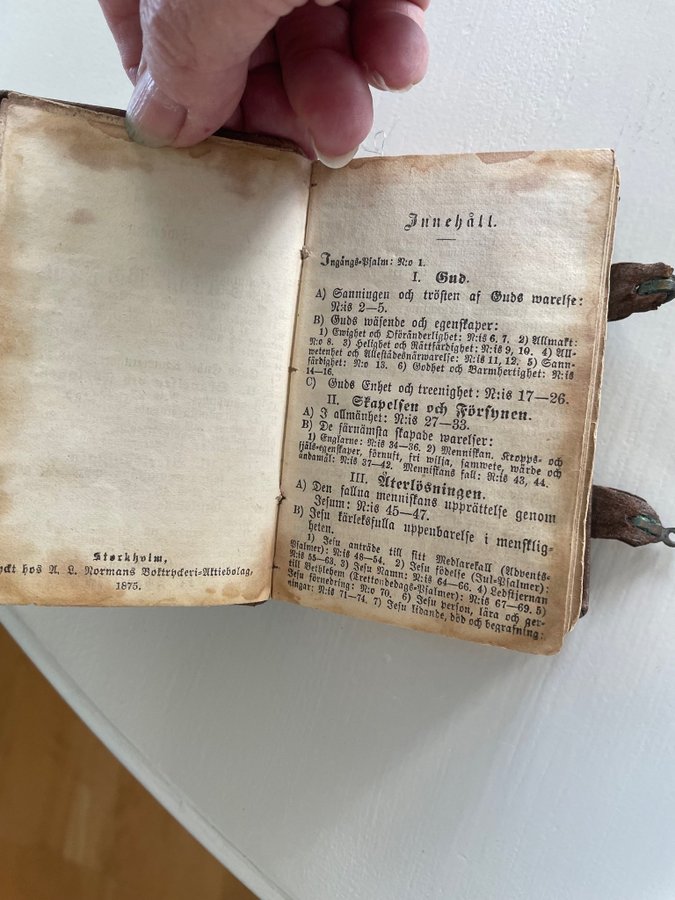 Stockholm,
yckt hos A. L. Normans Boktryckeri-Aktiebolag,
1875.
Innehåll.
Ingångs-Psalm: N:o 1.
I. Gud.
A) Sanningen och trösten af Guds warelse:
N:is 2—5.
B) Guds wäsende och egenskaper:
1) Ewighet och Oföränderlighet: N:is 6, 7. 2) Allmakt:
N:o 8. 3) Helighet och Rättfärdighet: N:is 9, 10. 4) All-
wetenhet och Allestädesnärwarelse: N:is 11, 12. 5) Sann-
färdighet: N:o 13. 6) Godhet och Barmhertighet: N:is
14—16.
C) Guds Enhet och treenighet: N:is 17—26.
II. Skapelsen och Försynen.
A) I allmänhet: N:is 27—33.
B) De förnämsta skapade warelser:
1) Englarne: N:is 34—36. 2) Menniskan. Kropps- och
själs-egenskaper, förnuft, fri wilja, samwete, wärde och
ändamål: N:is 37—42. Menniskans fall: N:is 43, 44.
III. Återlösningen.
A) Den fallna menniskans upprättelse genom
Jesum: N:is 45—47.
B) Jesu kärleksfulla uppenbarelse i mensklig-
heten.
1) Jesu anträde till sitt Medlarekall (Advents-
Psalmer): N:is 48—54. 2) Jesu födelse (Jul-Psalmer):
N:is 55—63. 3) Jesu Namn: N:is 64—66. 4) Ledstjernan
till Bethlehem (Trettondedags-Psalmer): N:is 67—69. 5)
Jesu förnedring: N:o 70. 6) Jesu person, lära och ger-
ningar: N:is 71—74. 7) Jesu lidande, död och begrafning: